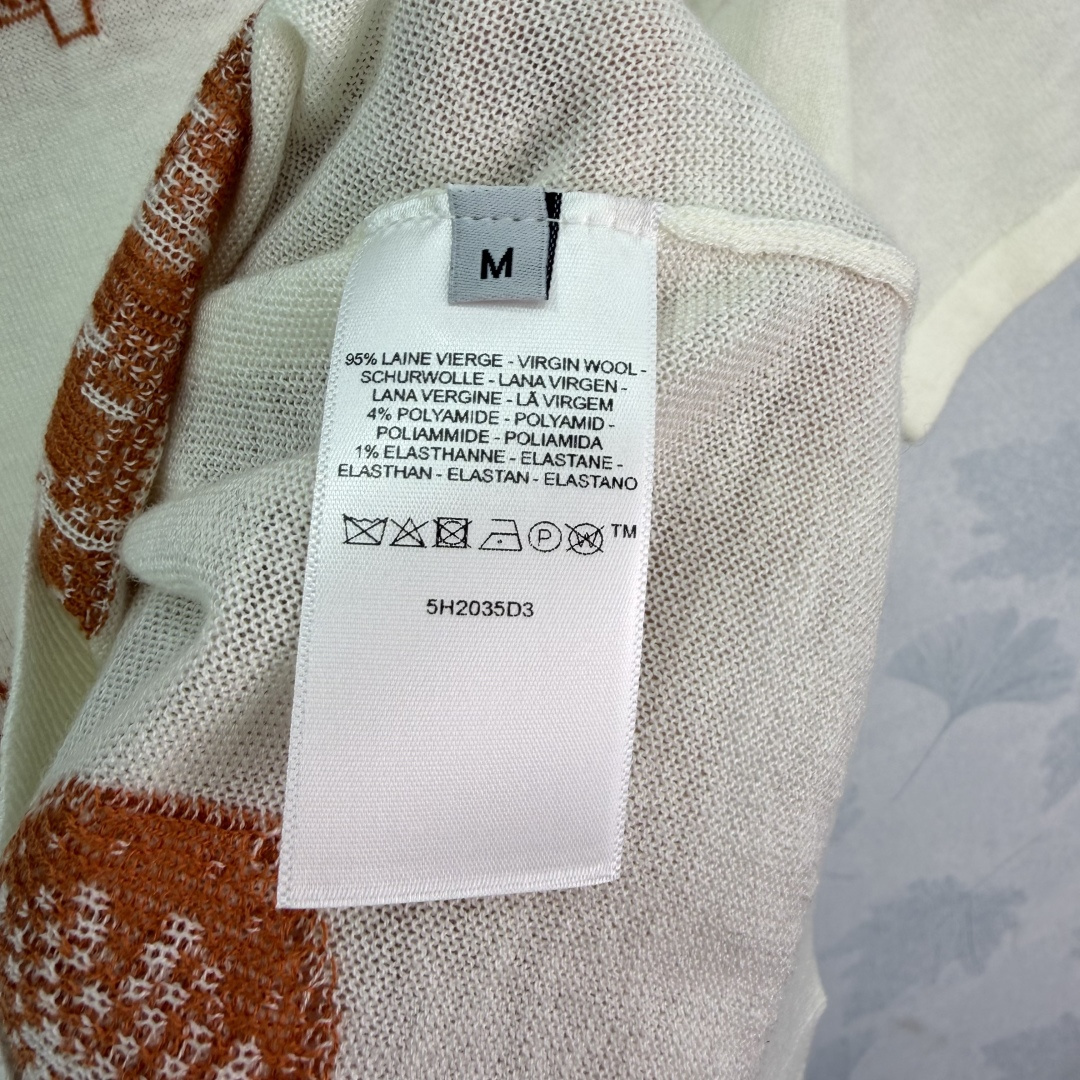 M
95% LAINE VIERGE - VIRGIN WOOL -
SCHURWOLLE - LANA VIRGEN -
LANA VERGINE - LÃ VIRGEM
4% POLYAMIDE - POLYAMID -
POLIAMMIDE - POLIAMIDA
1% ELASTHANNE - ELASTANE -
ELASTHAN - ELASTAN - ELASTANO
P W TM
5H2035D3